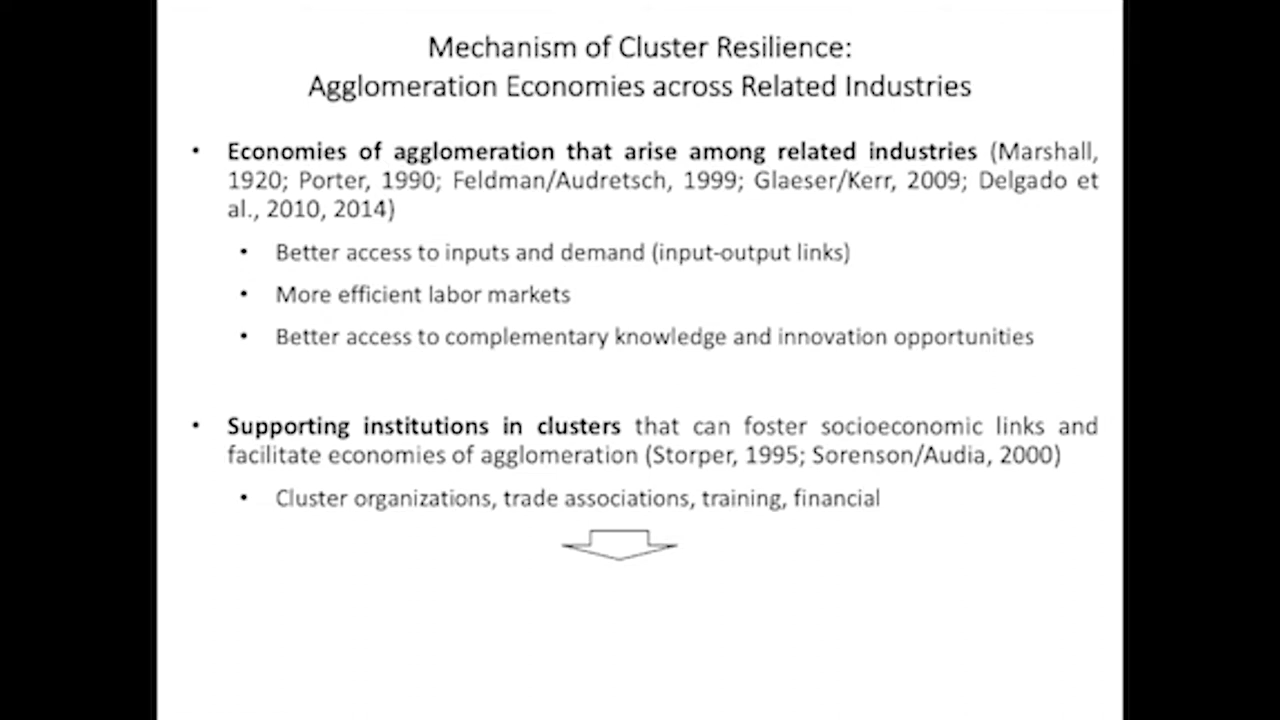 Mechanism of Cluster Resilience:
Agglomeration Economies across Related Industries
• Economies of agglomeration that arise among related industries (Marshall,
1920; Porter, 1990; Feldman/Audretsch, 1999; Glaeser/Kerr, 2009; Delgado et
al., 2010, 2014)
• Better access to inputs and demand (input-output links)
• More efficient labor markets
• Better access to complementary knowledge and innovation opportunities
• Supporting institutions in clusters that can foster socioeconomic links and
facilitate economies of agglomeration (Storper, 1995; Sorenson/Audia, 2000)
• Cluster organizations, trade associations, training, financial